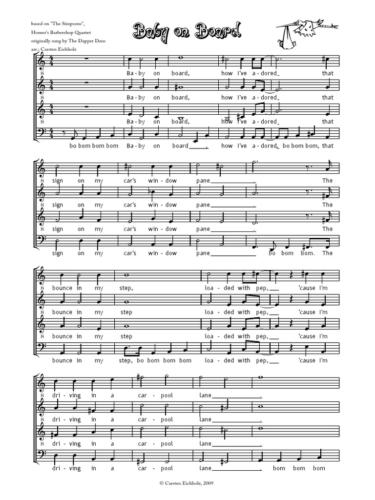 based on "The Simpsons",
Homer's Barbershop Quartet
originally sung by The Dapper Dans
arr.: Carsten Eichholz
Baby on Board
Ba - by on board, how I've a - dored, that
Ba - by on board, how I've a - dored, that
Ba - by on board, how I've a - dored, that
bo bom bom bom Ba - by on board, how I've a - dored, bo bom bom, that
sign on my car's win - dow pane The
sign on my car's win - dow pane The
sign on my car's win - dow pane The
sign on my car's win - dow pane bo bom bom. The
bounce in my step, loa - ded with pep, 'cause I'm
bounce in my step loa - ded with pep, 'cause I'm
bounce in my step loa - ded with pep, 'cause I'm
bounce in my step, bo bom bom bom loa - ded with pep, 'cause I'm
dri - ving in a car - pool lane
dri - ving in a car - pool lane
dri - ving in a car - pool lane
dri - ving in a car - pool lane bom bom bom
© Carsten Eichholz, 2009